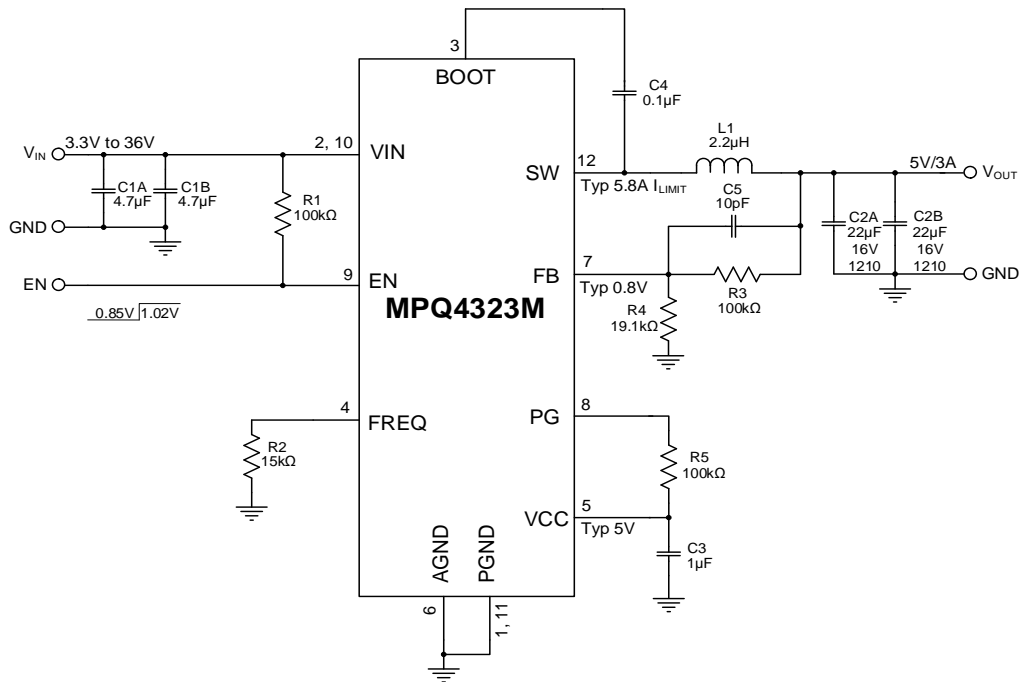 3
BOOT
C4
0.1µF
VIN
3.3V to 36V
2, 10
VIN
C1A
4.7µF
C1B
4.7µF
R1
100kΩ
GND
EN
9
EN
0.85V
1.02V
MPQ4323M
SW
12
Typ 5.8A ILIMIT
L1
2.2µH
5V/3A
VOUT
C5
10pF
C2A
22µF
16V
1210
C2B
22µF
16V
1210
GND
FB
7
Typ 0.8V
R3
100kΩ
R4
19.1kΩ
4
FREQ
R2
15kΩ
PG
8
R5
100kΩ
VCC
5
Typ 5V
C3
1µF
AGND
PGND
6
1, 11